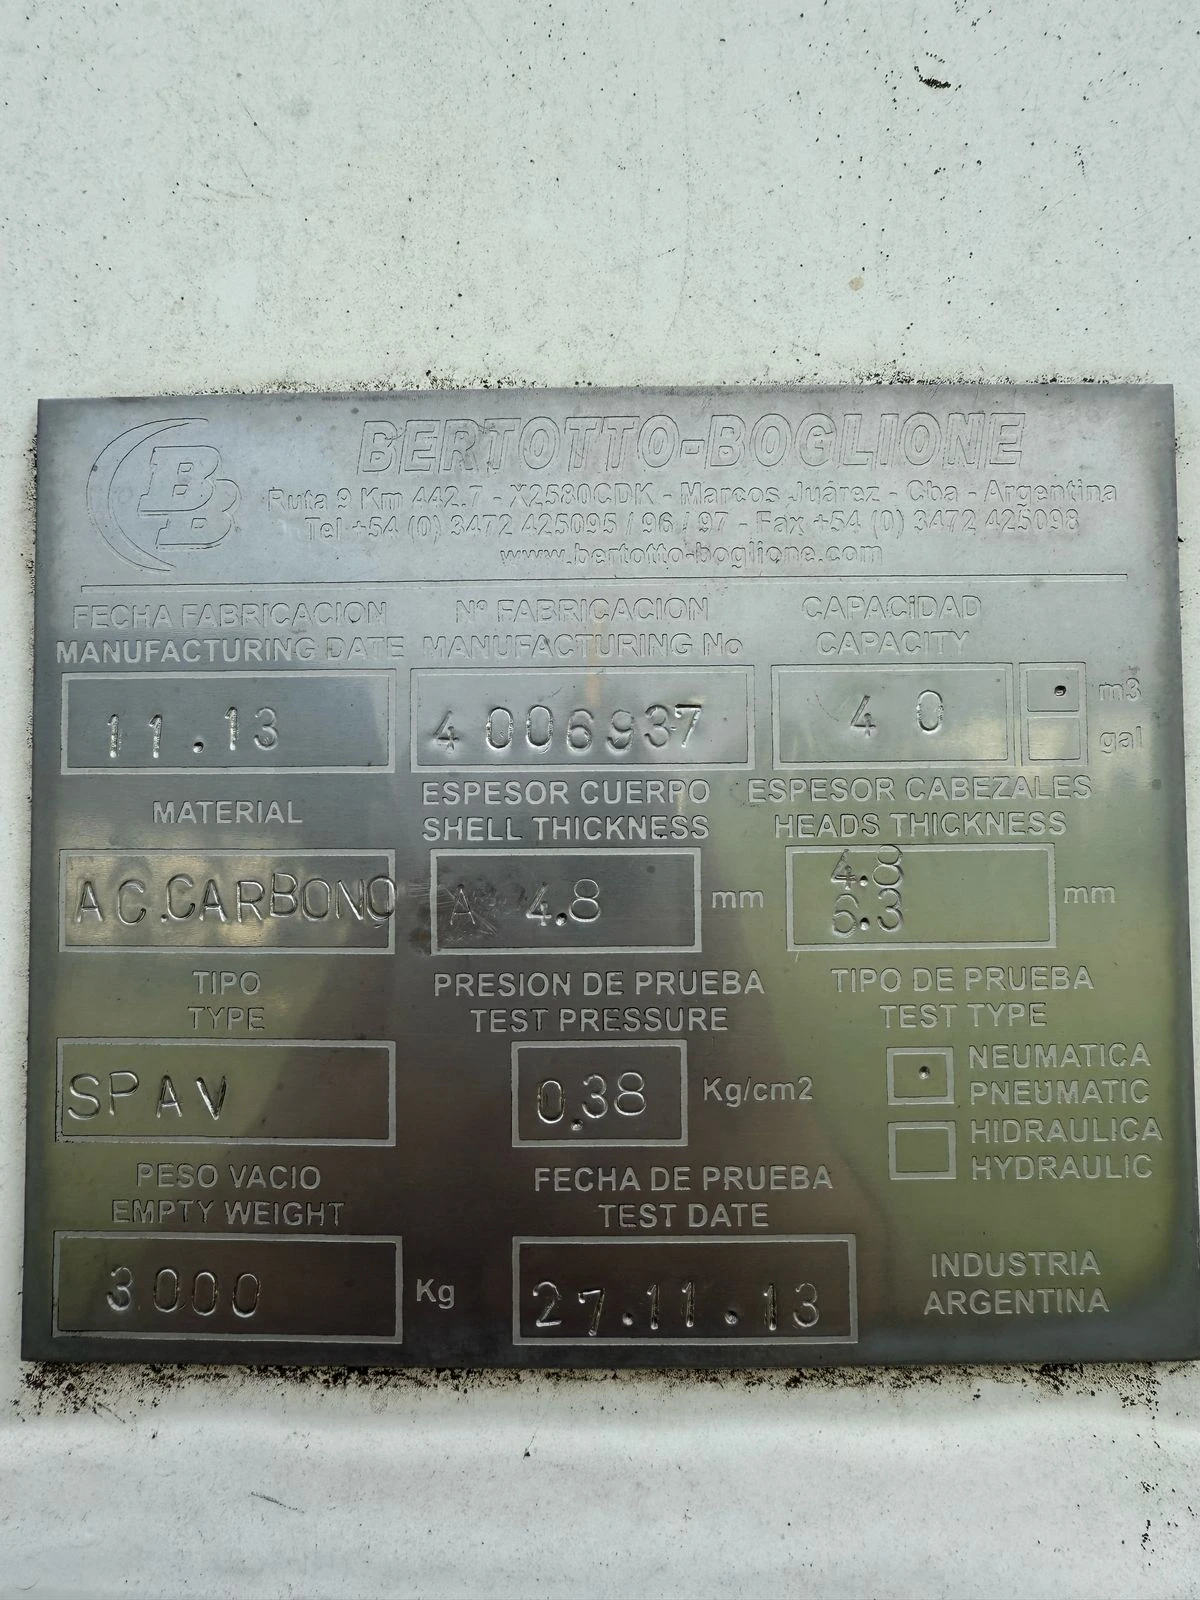 BB
BERTOTTO-BOGLIONE
Ruta 9 Km 442.7 - X2580CDK - Marcos Juárez - Cba - Argentina
Tel +54 (0) 3472 425095 / 96 / 97 - Fax +54 (0) 3472 425098
www.bertotto-boglione.com
FECHA FABRICACION
MANUFACTURING DATE
11.13
Nº FABRICACION
MANUFACTURING No
4006937
CAPACIDAD
CAPACITY
40
m3
gal
MATERIAL
AC.CARBONO
ESPESOR CUERPO
SHELL THICKNESS
A 4.8
mm
ESPESOR CABEZALES
HEADS THICKNESS
4.8
6.3
mm
TIPO
TYPE
SPAV
PRESION DE PRUEBA
TEST PRESSURE
0.38
Kg/cm2
TIPO DE PRUEBA
TEST TYPE
NEUMATICA
PNEUMATIC
HIDRAULICA
HYDRAULIC
PESO VACIO
EMPTY WEIGHT
3000
Kg
FECHA DE PRUEBA
TEST DATE
27.11.13
INDUSTRIA
ARGENTINA